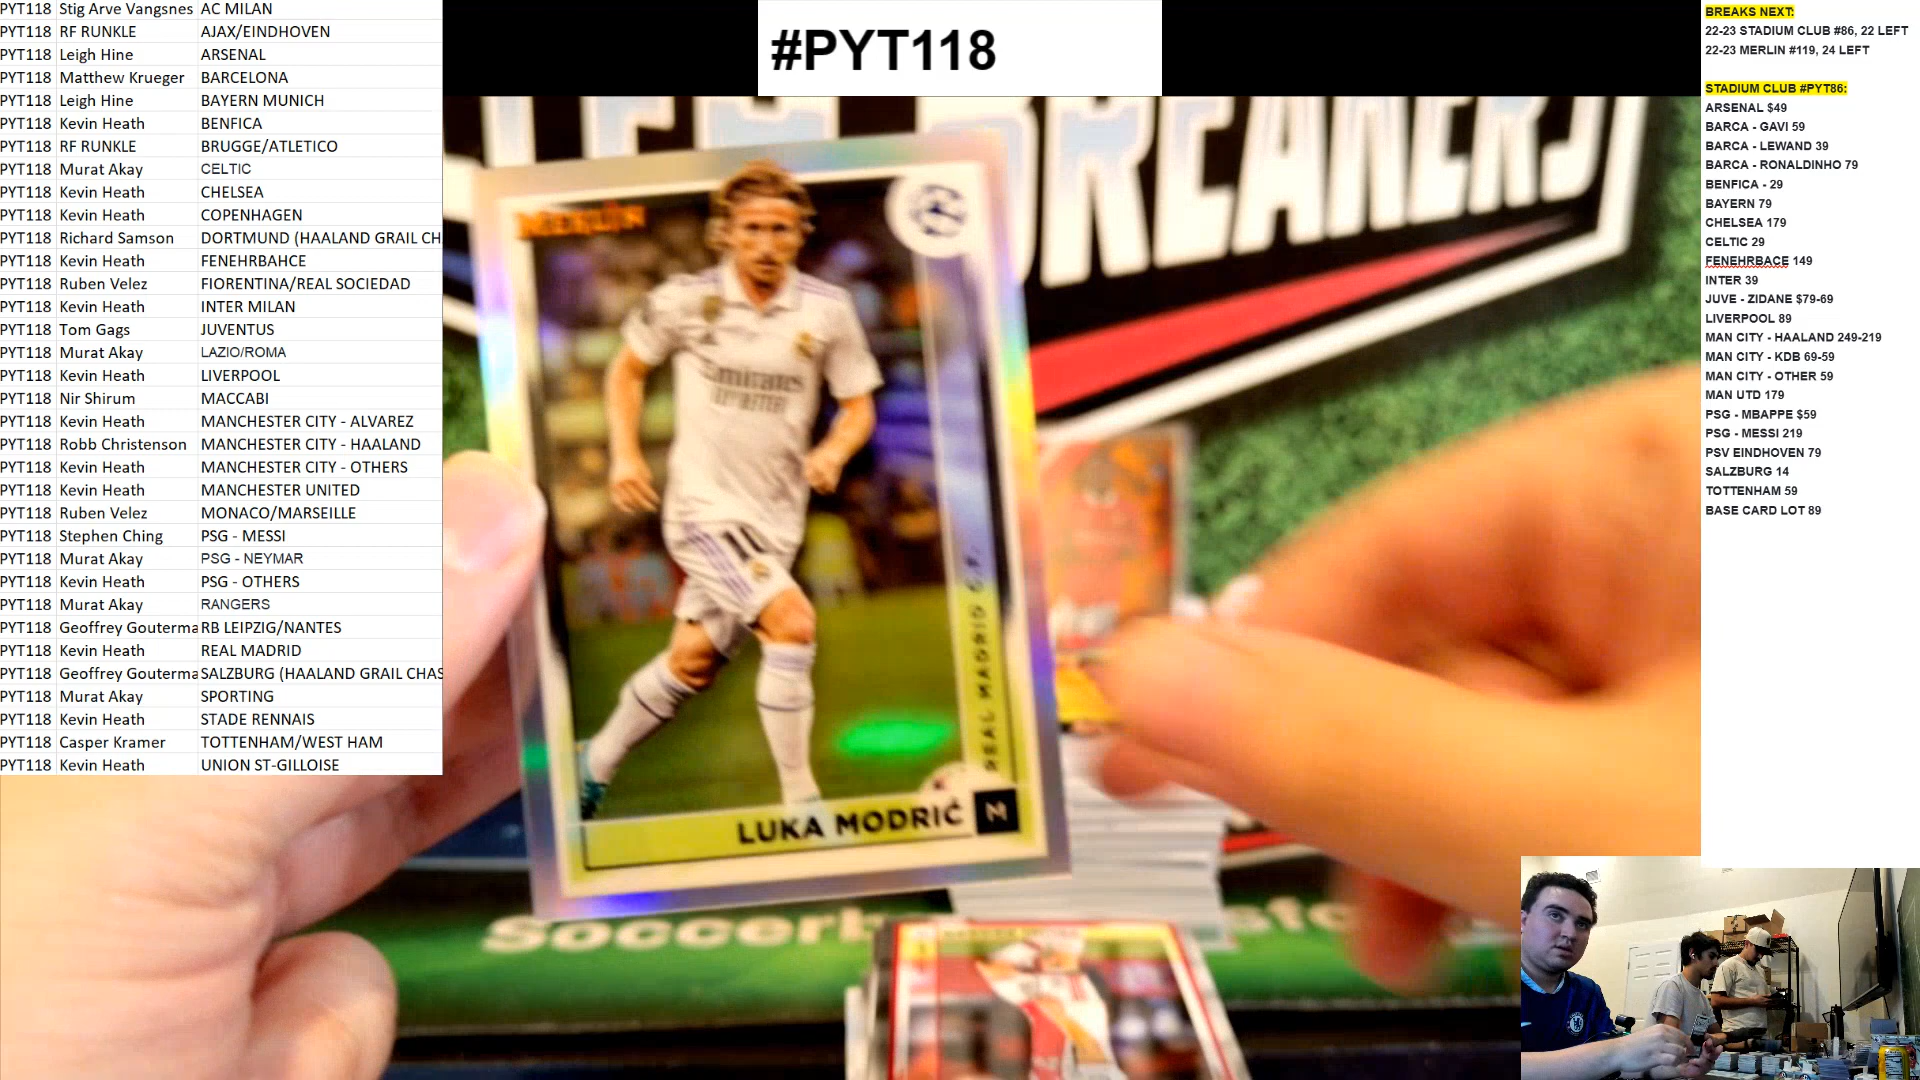 PYT118 Stig Arve Vangsnes AC MILAN
PYT118 RF RUNKLE AJAX/EINDHOVEN
PYT118 Leigh Hine ARSENAL
PYT118 Matthew Krueger BARCELONA
PYT118 Leigh Hine BAYERN MUNICH
PYT118 Kevin Heath BENFICA
PYT118 RF RUNKLE BRUGGE/ATLETICO
PYT118 Murat Akay CELTIC
PYT118 Kevin Heath CHELSEA
PYT118 Kevin Heath COPENHAGEN
PYT118 Richard Samson DORTMUND (HAALAND GRAIL CH
PYT118 Kevin Heath FENEHRBAHCE
PYT118 Ruben Velez FIORENTINA/REAL SOCIEDAD
PYT118 Kevin Heath INTER MILAN
PYT118 Tom Gags JUVENTUS
PYT118 Murat Akay LAZIO/ROMA
PYT118 Kevin Heath LIVERPOOL
PYT118 Nir Shirum MACCABI
PYT118 Kevin Heath MANCHESTER CITY - ALVAREZ
PYT118 Robb Christenson MANCHESTER CITY - HAALAND
PYT118 Kevin Heath MANCHESTER CITY - OTHERS
PYT118 Kevin Heath MANCHESTER UNITED
PYT118 Ruben Velez MONACO/MARSEILLE
PYT118 Stephen Ching PSG - MESSI
PYT118 Murat Akay PSG - NEYMAR
PYT118 Kevin Heath PSG - OTHERS
PYT118 Murat Akay RANGERS
PYT118 Geoffrey Gouterma RB LEIPZIG/NANTES
PYT118 Kevin Heath REAL MADRID
PYT118 Geoffrey Gouterma SALZBURG (HAALAND GRAIL CHAS
PYT118 Murat Akay SPORTING
PYT118 Kevin Heath STADE RENNAIS
PYT118 Casper Kramer TOTTENHAM/WEST HAM
PYT118 Kevin Heath UNION ST-GILLOISE
#PYT118
BREAKERS
MERLIN
Emirates
10
REAL MADRID C.F.
LUKA MODRIĆ
M
BREAKS NEXT:
22-23 STADIUM CLUB #86, 22 LEFT
22-23 MERLIN #119, 24 LEFT
STADIUM CLUB #PYT86:
ARSENAL $49
BARCA - GAVI 59
BARCA - LEWAND 39
BARCA - RONALDINHO 79
BENFICA - 29
BAYERN 79
CHELSEA 179
CELTIC 29
FENEHRBACE 149
INTER 39
JUVE - ZIDANE $79-69
LIVERPOOL 89
MAN CITY - HAALAND 249-219
MAN CITY - KDB 69-59
MAN CITY - OTHER 59
MAN UTD 179
PSG - MBAPPE $59
PSG - MESSI 219
PSV EINDHOVEN 79
SALZBURG 14
TOTTENHAM 59
BASE CARD LOT 89